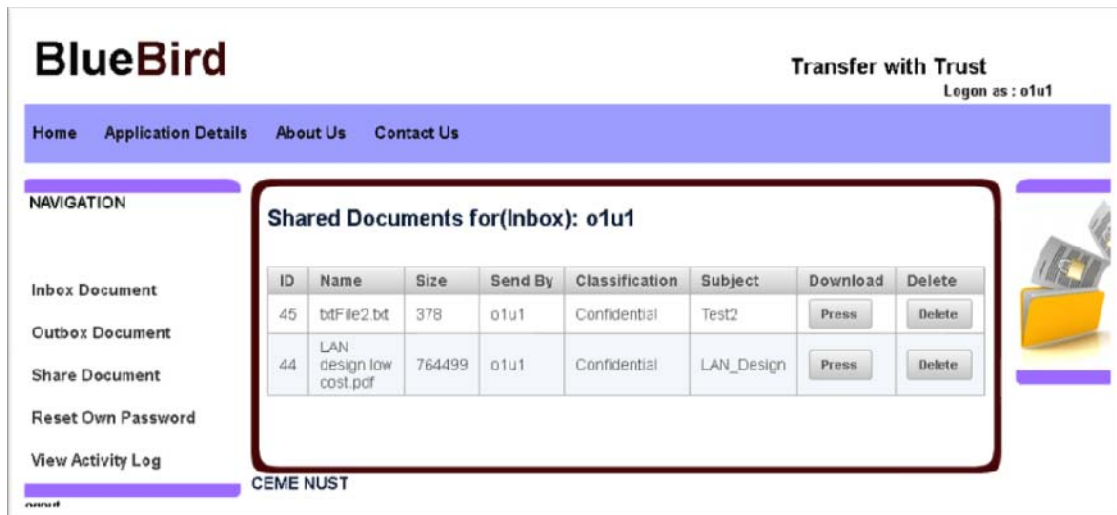 BlueBird
Transfer with Trust
Logon as : o1u1
Home Application Details About Us Contact Us
NAVIGATION
Inbox Document
Outbox Document
Share Document
Reset Own Password
View Activity Log
Shared Documents for(Inbox): o1u1
ID Name Size Send By Classification Subject Download Delete
45 txtFile2.txt 378 o1u1 Confidential Test2 Press Delete
44 LAN
design low
cost.pdf 764499 o1u1 Confidential LAN_Design Press Delete
CEME NUST